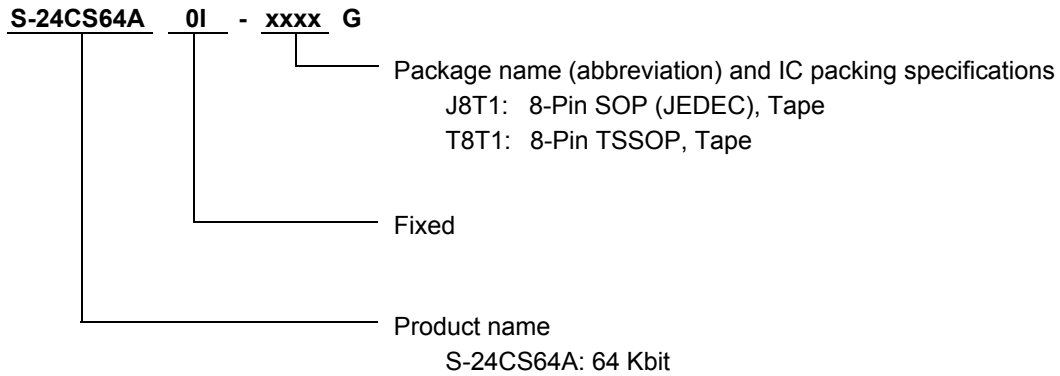 S-24CS64A 0I - xxxx G
Package name (abbreviation) and IC packing specifications
J8T1: 8-Pin SOP (JEDEC), Tape
T8T1: 8-Pin TSSOP, Tape
Fixed
Product name
S-24CS64A: 64 Kbit